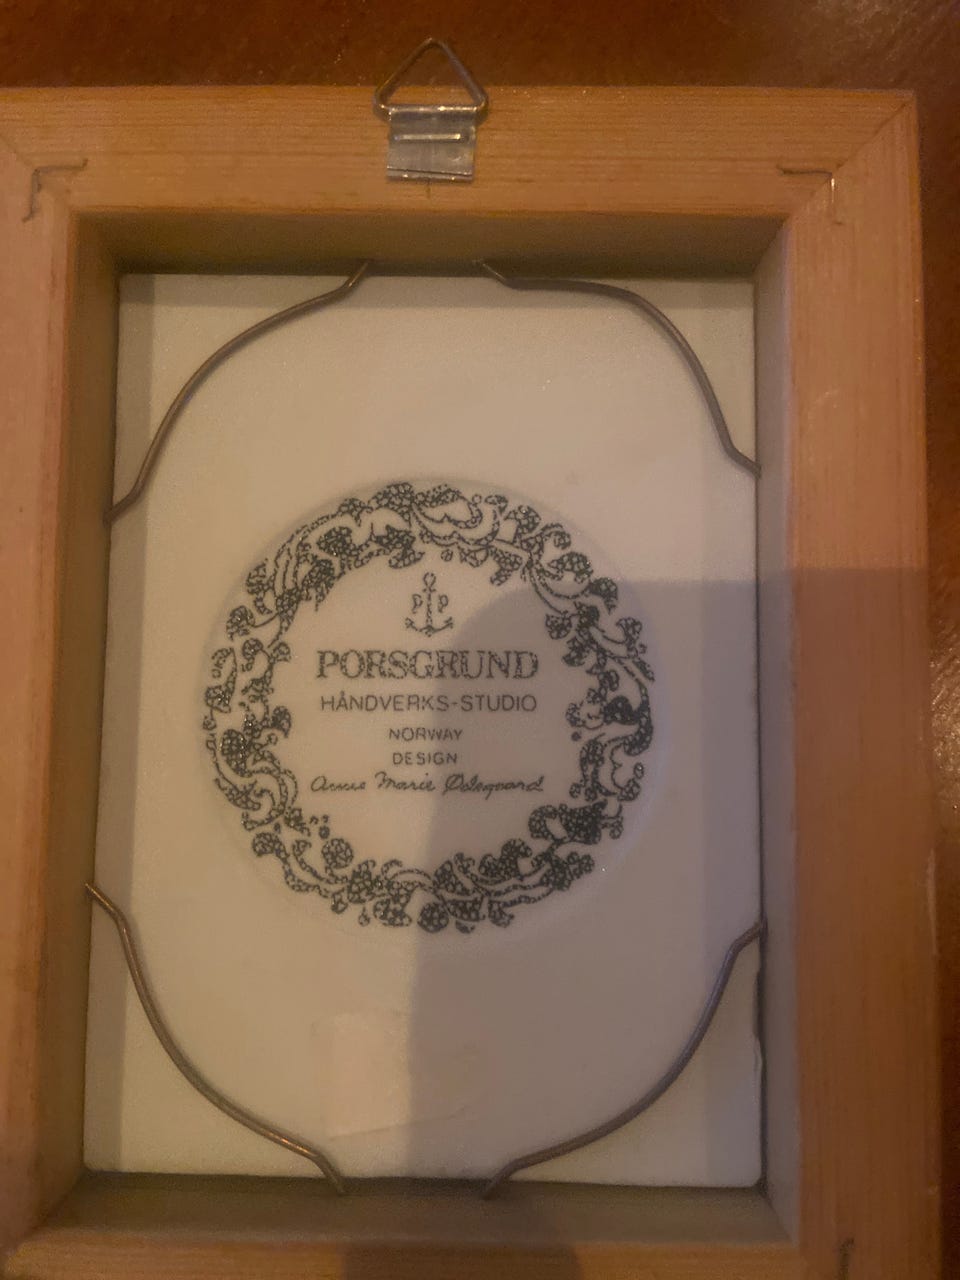 P P
PORSGRUND
HÅNDVERKS-STUDIO
NORWAY
DESIGN
Anne Marie Ødegaard